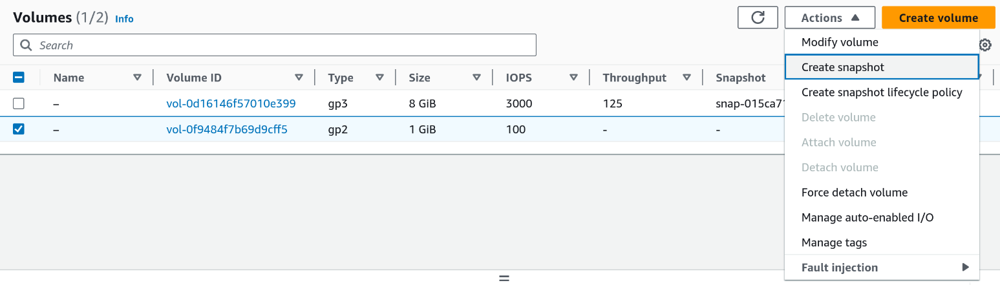 Volumes (1/2) Info
Actions
Create volume
Search
Name Volume ID Type Size IOPS Throughput Snapshot
– vol-0d16146f57010e399 gp3 8 GiB 3000 125 snap-015ca71
– vol-0f9484f7b69d9cff5 gp2 1 GiB 100 - -
Modify volume
Create snapshot
Create snapshot lifecycle policy
Delete volume
Attach volume
Detach volume
Force detach volume
Manage auto-enabled I/O
Manage tags
Fault injection